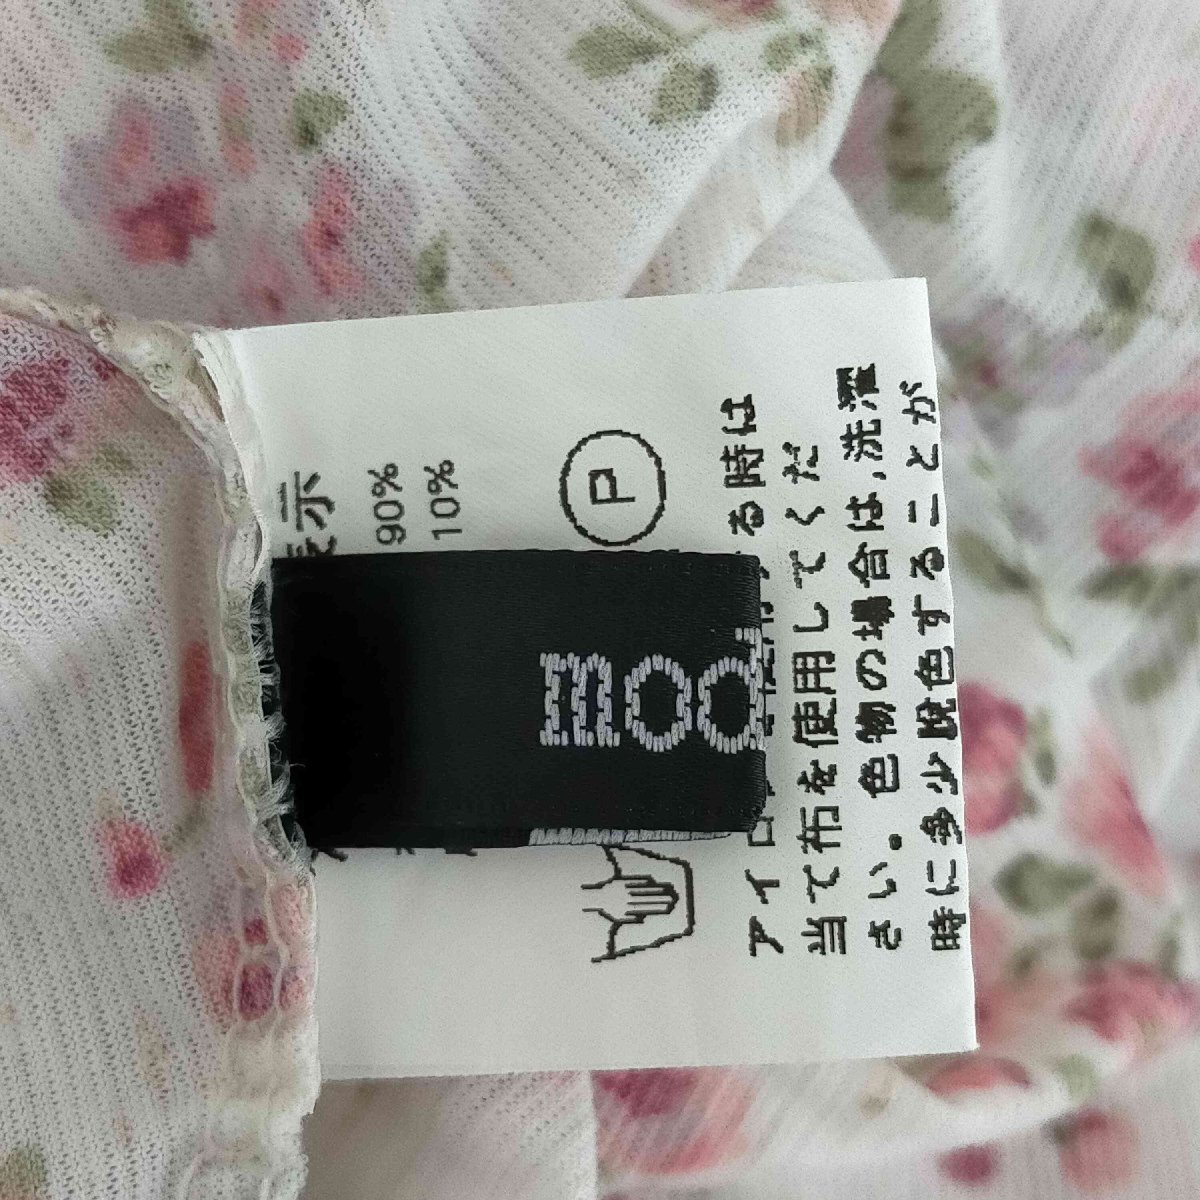 表示
90%
10%
P
mod
アイロ
る時は
当て布を使用してくだ
さい。色物の場合は、洗濯
時に多少脱色することが